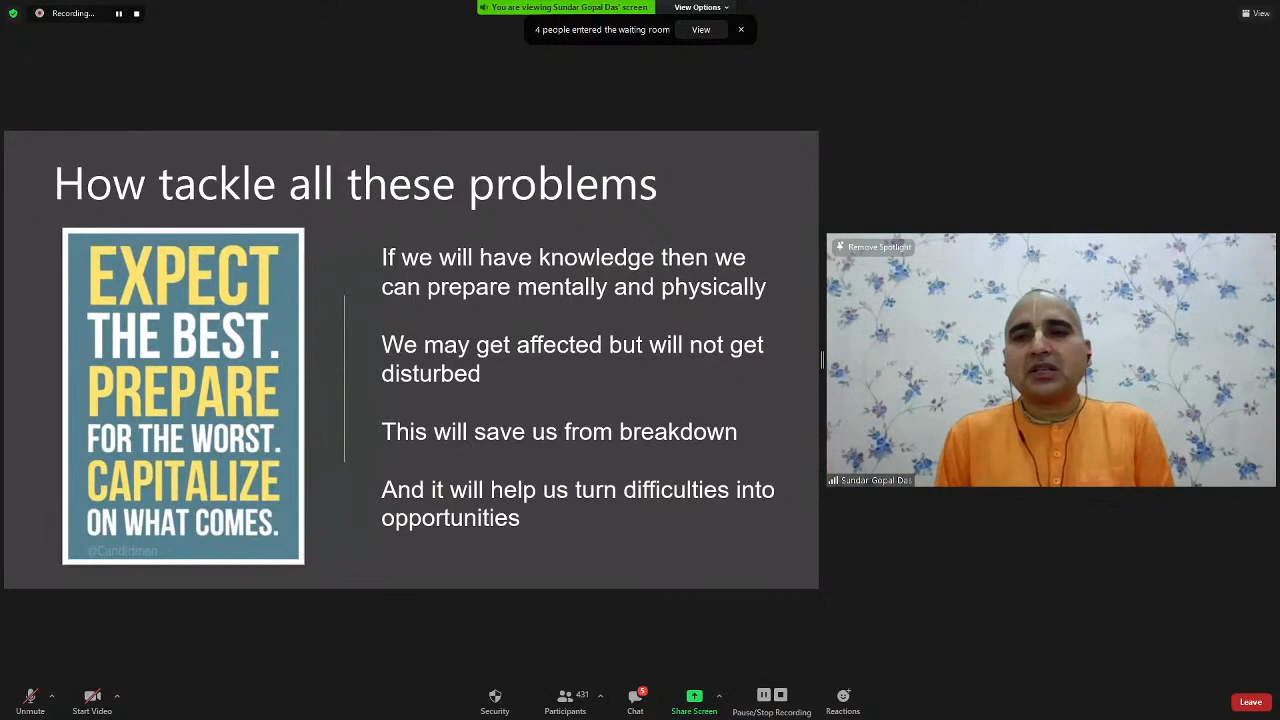 Recording...
You are viewing Sundar Gopal Das' screen
View Options
View
4 people entered the waiting room
View
How tackle all these problems
EXPECT
THE BEST.
PREPARE
FOR THE WORST.
CAPITALIZE
ON WHAT COMES.
@Candidman
If we will have knowledge then we
can prepare mentally and physically
We may get affected but will not get
disturbed
This will save us from breakdown
And it will help us turn difficulties into
opportunities
Remove Spotlight
Sundar Gopal Das
Unmute
Start Video
Security
Participants
431
Chat
5
Share Screen
Pause/Stop Recording
Reactions
Leave